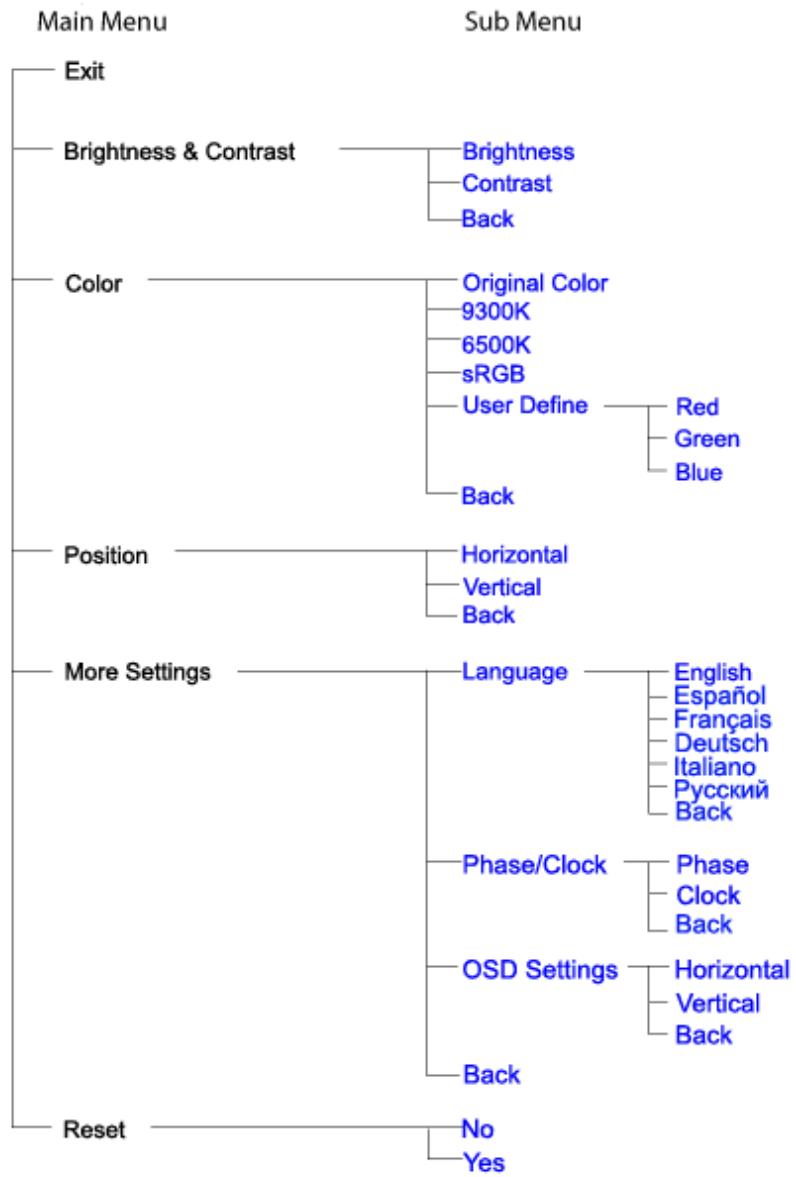 Main Menu Sub Menu
Exit
Brightness & Contrast Brightness
Contrast
Back
Color Original Color
9300K
6500K
sRGB
User Define Red
Green
Blue
Back
Position Horizontal
Vertical
Back
More Settings Language English
Español
Français
Deutsch
Italiano
Русский
Back
Phase/Clock Phase
Clock
Back
OSD Settings Horizontal
Vertical
Back
Back
Reset No
Yes